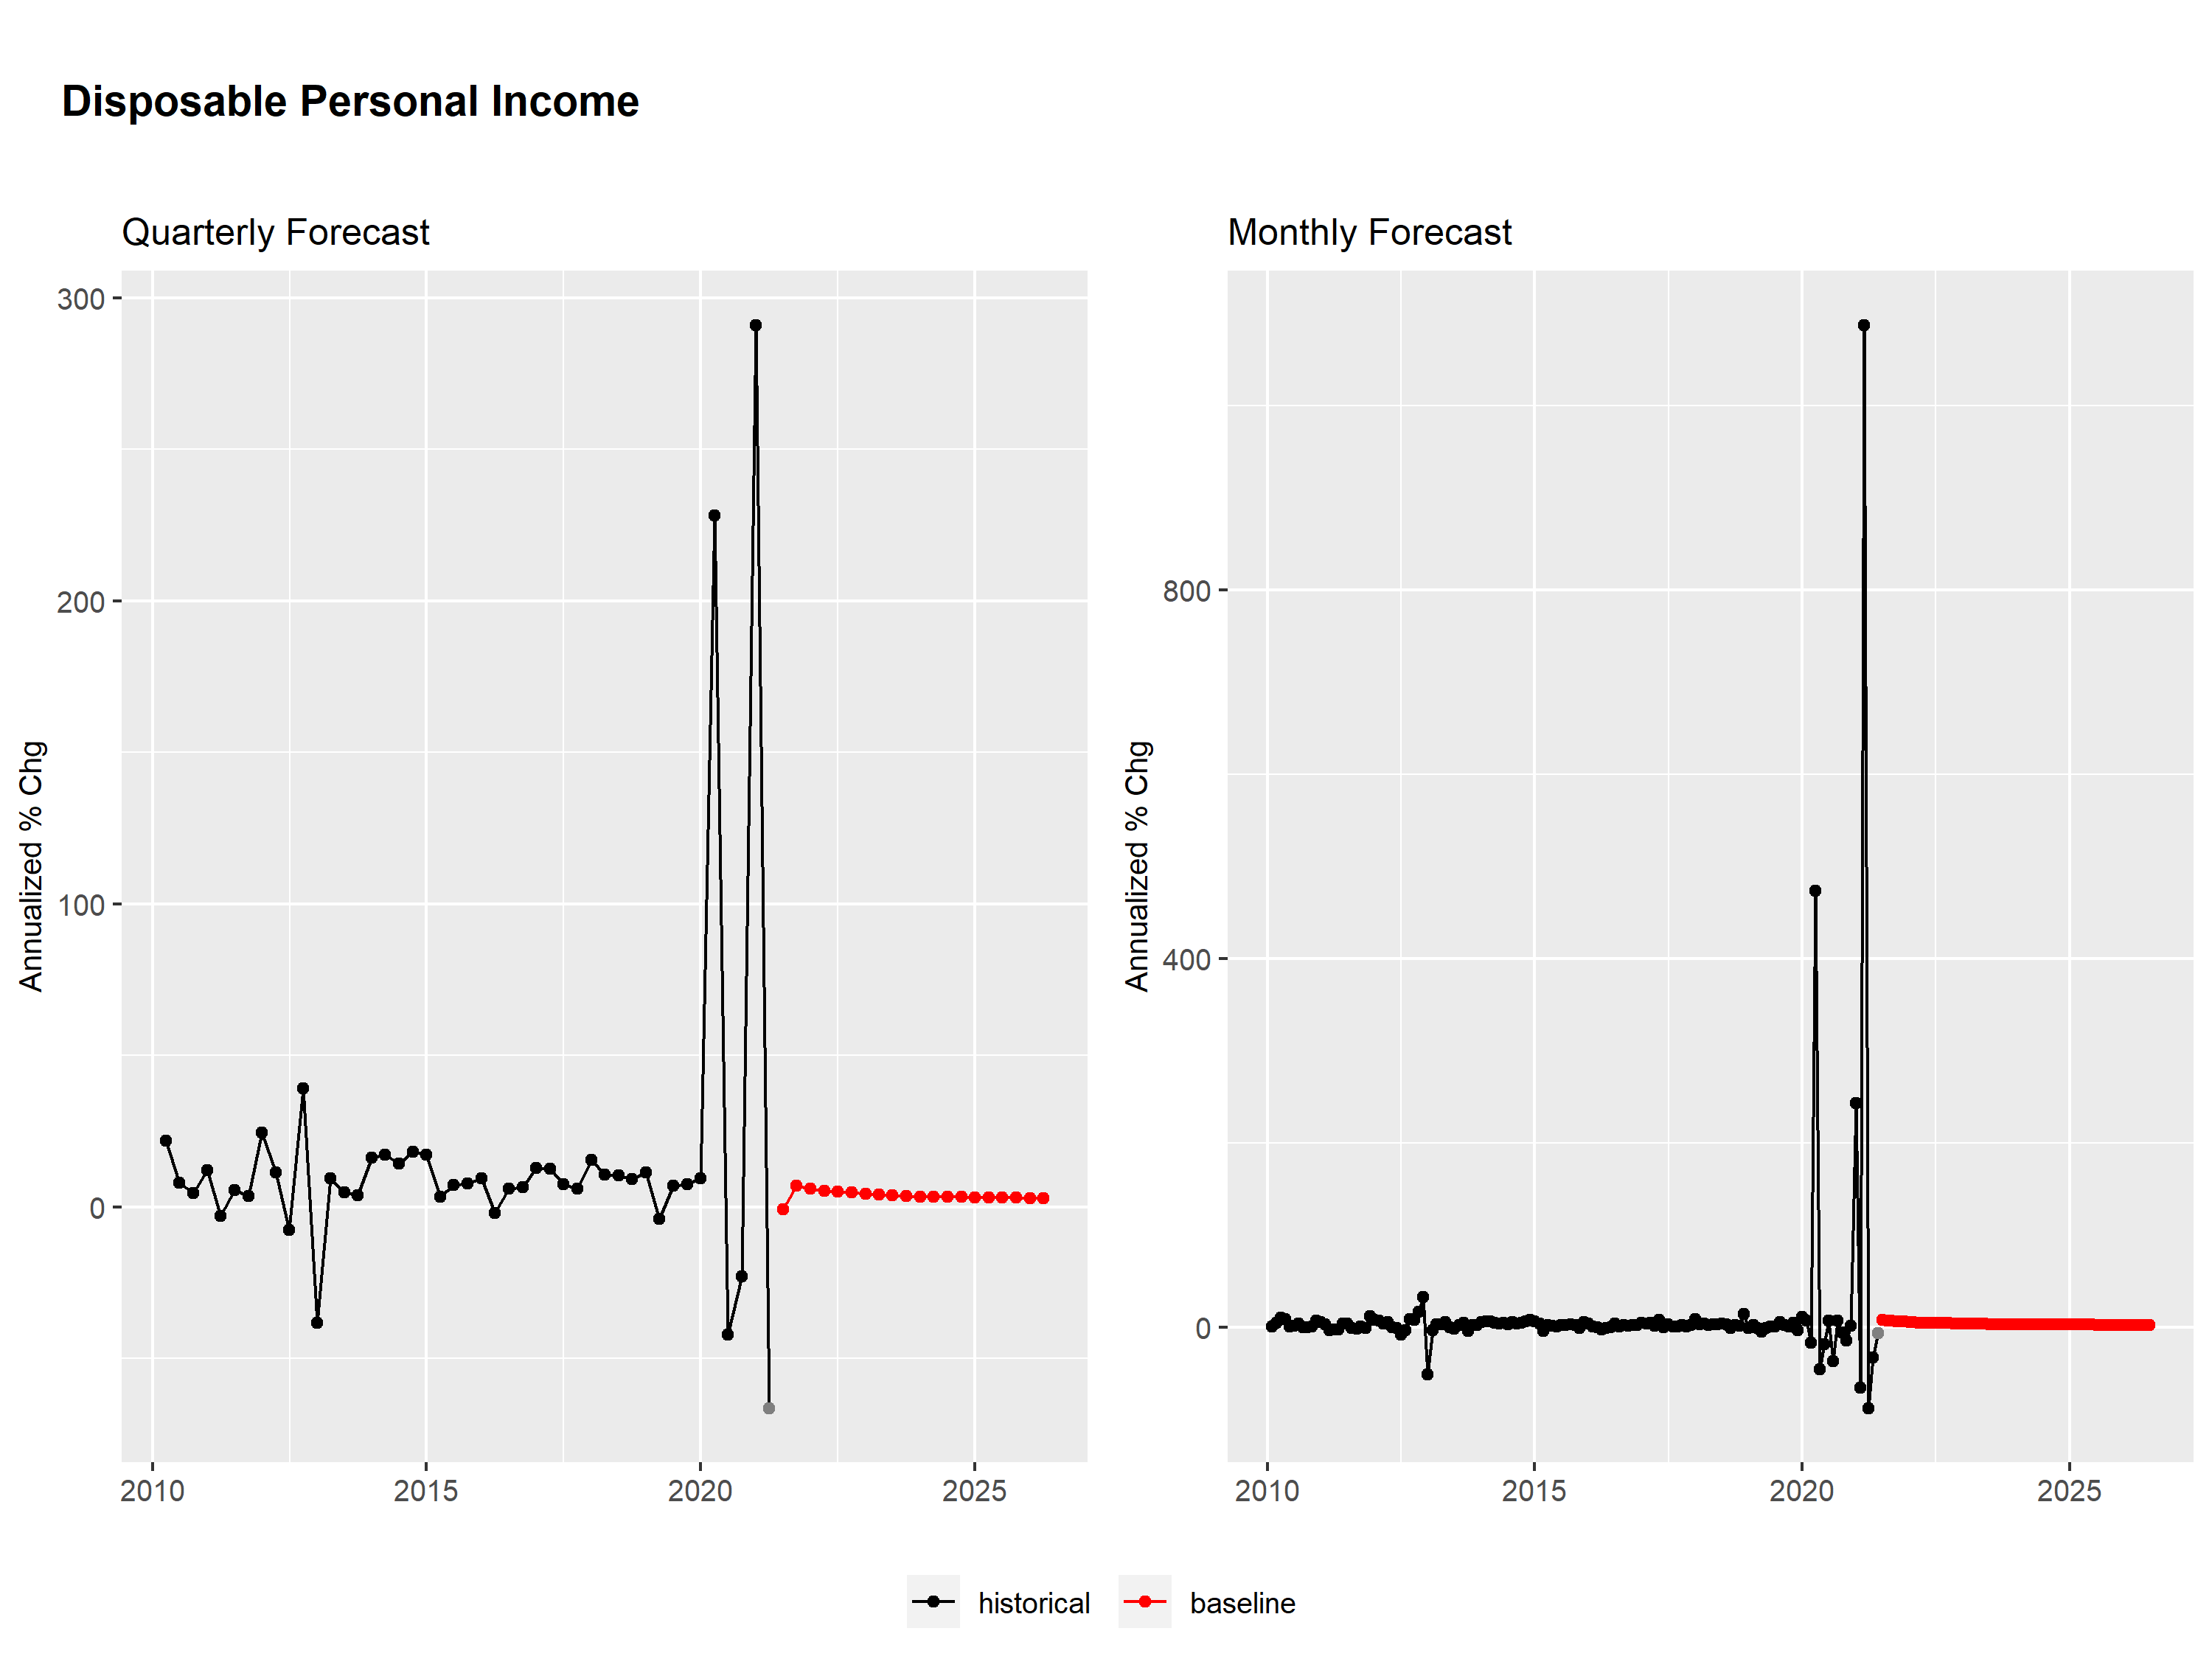 Disposable Personal Income
Quarterly Forecast
Annualized % Chg
300
200
100
0
2010 2015 2020 2025
Monthly Forecast
Annualized % Chg
800
400
0
2010 2015 2020 2025
historical baseline